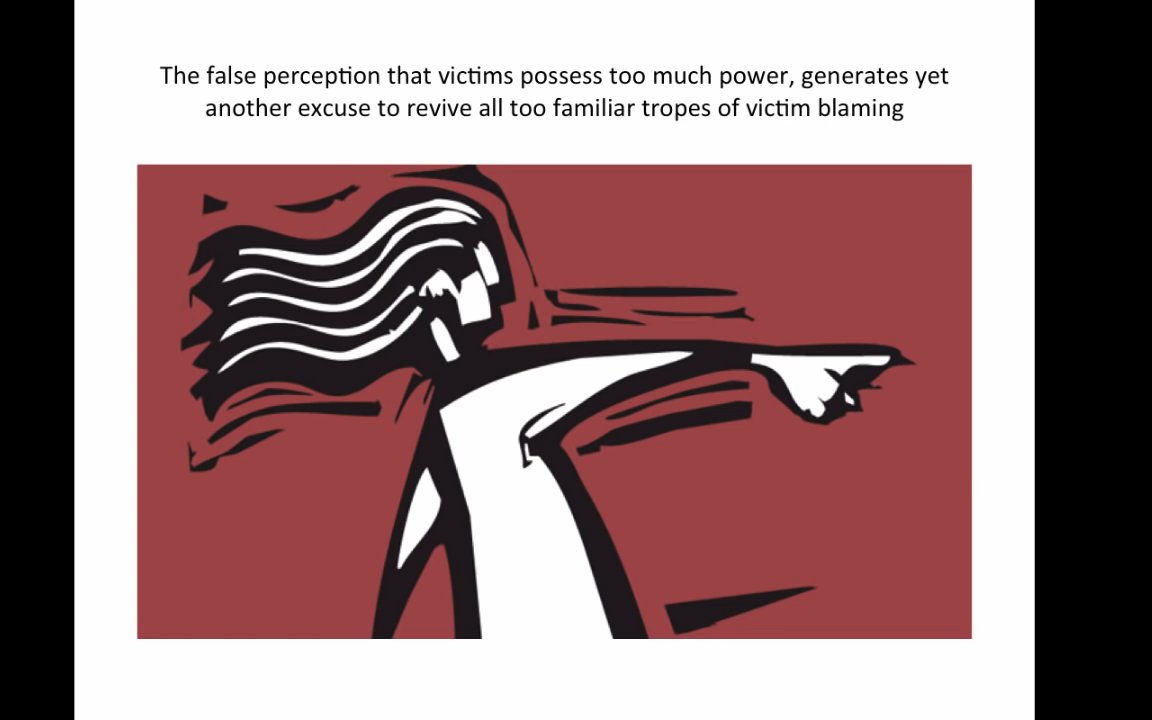 The false perception that victims possess too much power, generates yet
another excuse to revive all too familiar tropes of victim blaming